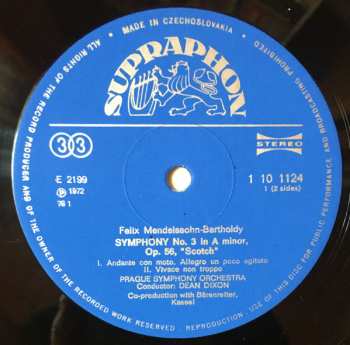 MADE IN CZECHOSLOVAKIA
ALL RIGHTS OF THE RECORD PRODUCER AND OF THE OWNER OF THE RECORDED WORK RESERVED. REPRODUCTION - USE OF THIS DISC FOR PUBLIC PERFORMANCE AND BROADCASTING PROHIBITED
SUPRAPHON
33
STEREO
E 2199
℗ 1972
76 1
1 10 1124
1 (2 sides)
Felix Mendelssohn-Bartholdy
SYMPHONY No. 3 in A minor,
Op. 56, "Scotch"
I. Andante con moto. Allegro un poco agitato
II. Vivace non troppo
PRAGUE SYMPHONY ORCHESTRA
Conductor: DEAN DIXON
Co-production with Bärenreiter,
Kassel